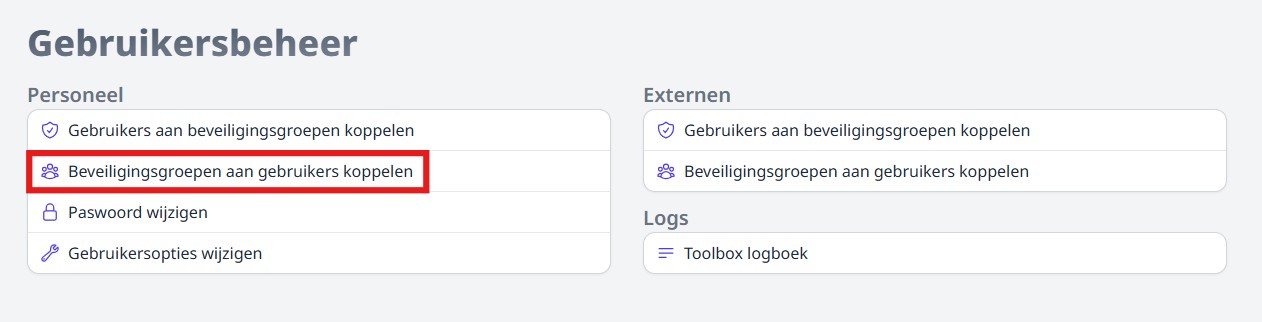 Gebruikersbeheer
Personeel
Gebruikers aan beveiligingsgroepen koppelen
Beveiligingsgroepen aan gebruikers koppelen
Paswoord wijzigen
Gebruikersopties wijzigen
Externen
Gebruikers aan beveiligingsgroepen koppelen
Beveiligingsgroepen aan gebruikers koppelen
Logs
Toolbox logboek